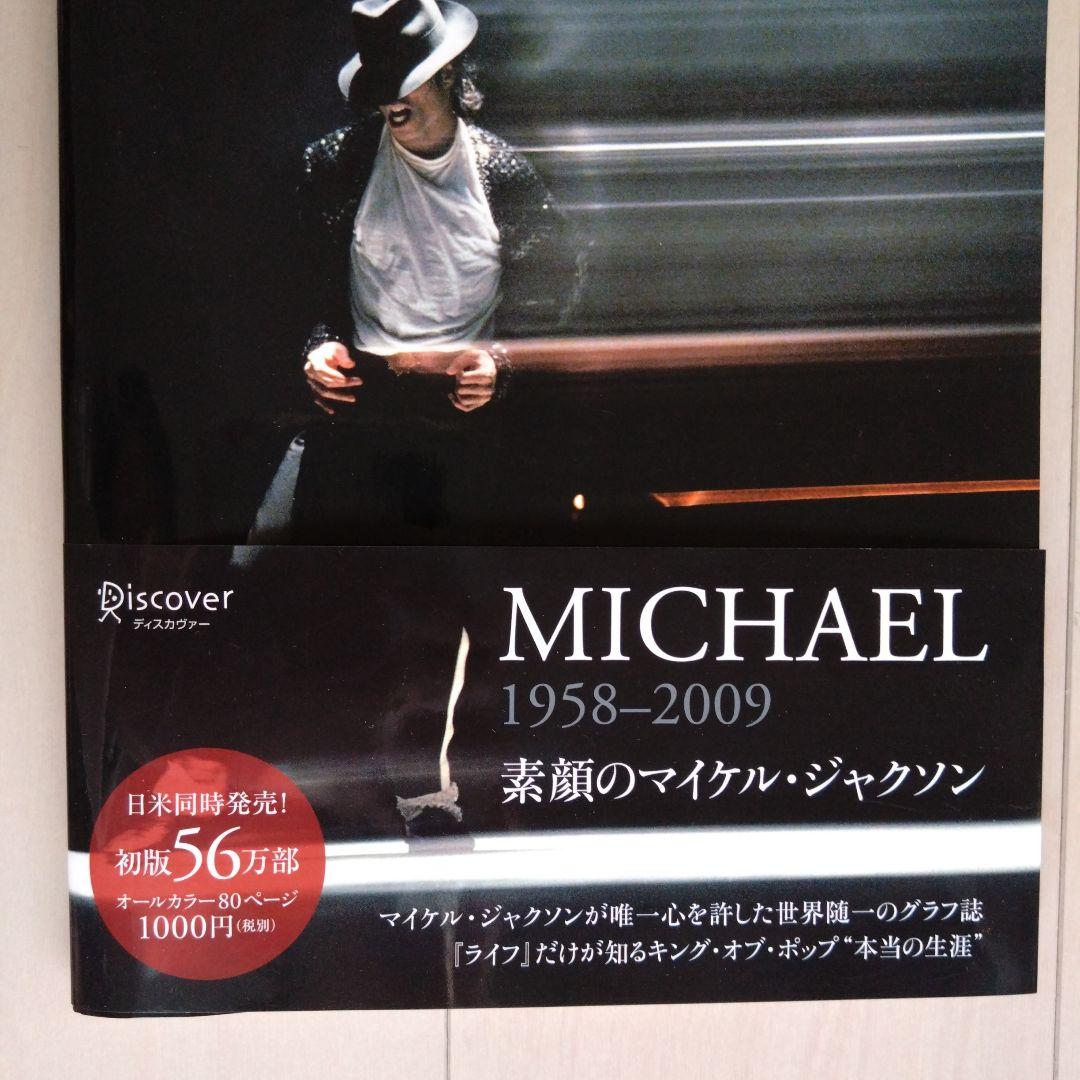 Discover
ディスカヴァー
MICHAEL
1958–2009
素顔のマイケル・ジャクソン
日米同時発売!
初版56万部
オールカラー80ページ
1000円(税別)
マイケル・ジャクソンが唯一心を許した世界随一のグラフ誌
『ライフ』だけが知るキング・オブ・ポップ“本当の生涯”